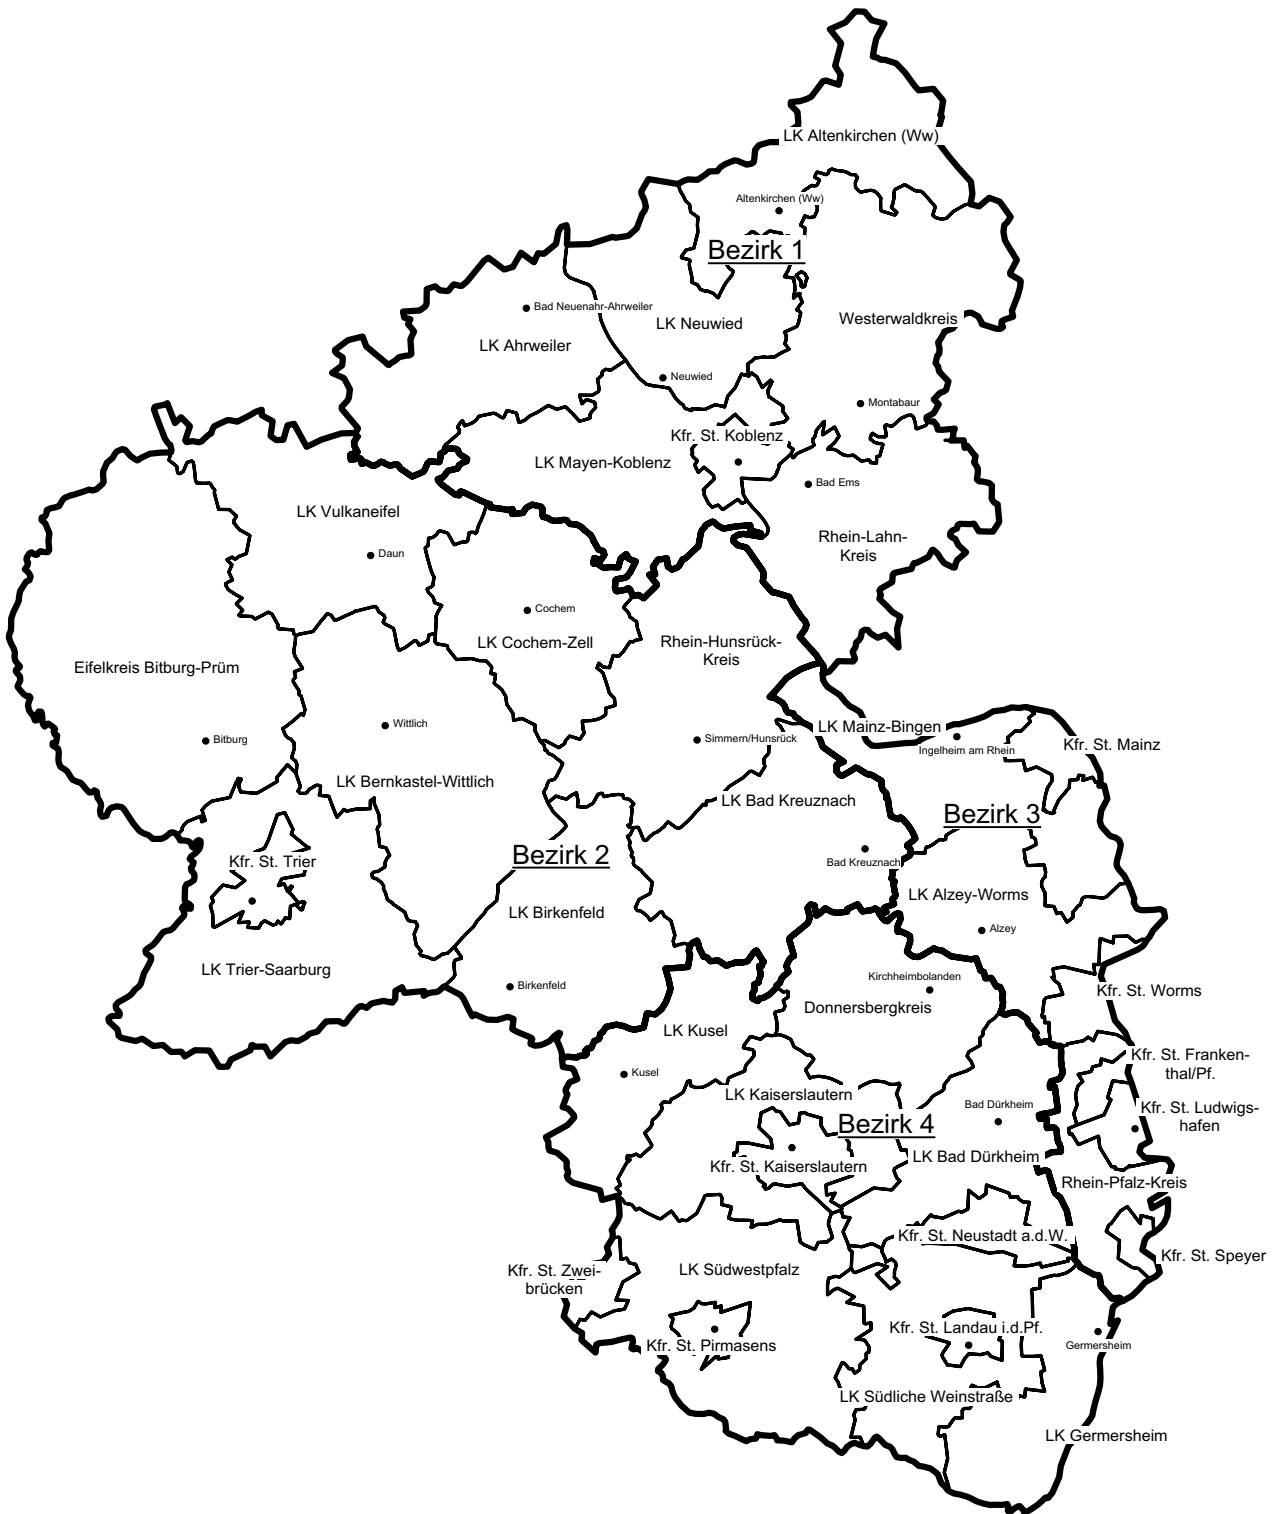 LK Altenkirchen (Ww)
Altenkirchen (Ww)
Bezirk 1
Bad Neuenahr-Ahrweiler
LK Neuwied
Westerwaldkreis
LK Ahrweiler
Neuwied
Montabaur
Kfr. St. Koblenz
LK Mayen-Koblenz
Bad Ems
LK Vulkaneifel
Rhein-Lahn-
Kreis
Daun
Cochem
LK Cochem-Zell
Rhein-Hunsrück-
Kreis
Eifelkreis Bitburg-Prüm
Wittlich
LK Mainz-Bingen
Bitburg
Simmern/Hunsrück
Ingelheim am Rhein
Kfr. St. Mainz
LK Bernkastel-Wittlich
LK Bad Kreuznach
Bezirk 3
Kfr. St. Trier
Bezirk 2
Bad Kreuznach
LK Alzey-Worms
LK Birkenfeld
Alzey
LK Trier-Saarburg
Kirchheimbolanden
Birkenfeld
Kfr. St. Worms
Donnersbergkreis
LK Kusel
Kfr. St. Franken-
thal/Pf.
Kusel
LK Kaiserslautern
Bad Dürkheim
Kfr. St. Ludwigs-
hafen
Bezirk 4
Kfr. St. Kaiserslautern
LK Bad Dürkheim
Rhein-Pfalz-Kreis
Kfr. St. Neustadt a.d.W.
Kfr. St. Speyer
Kfr. St. Zwei-
brücken
LK Südwestpfalz
Kfr. St. Landau i.d.Pf.
Kfr. St. Pirmasens
Germersheim
LK Südliche Weinstraße
LK Germersheim